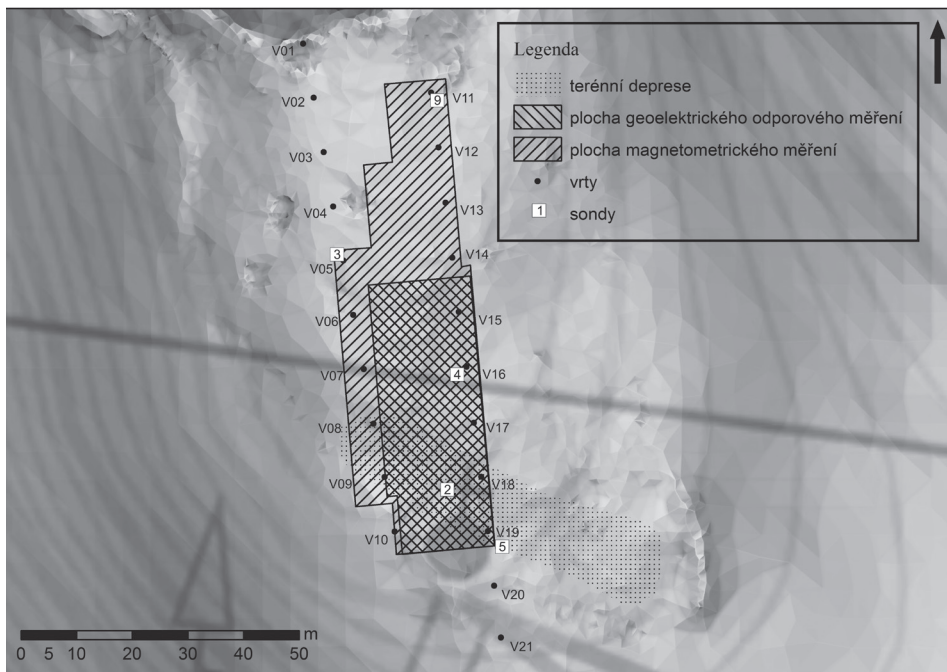 V01
V02
V03
V04
3
V05
V06
V07
V08
V09
V10
9
V11
V12
V13
V14
V15
4
V16
V17
V18
2
V19
5
V20
V21
Legenda
terénní deprese
plocha geoelektrického odporového měření
plocha magnetometrického měření
vrty
1 sondy
m
0 5 10 20 30 40 50